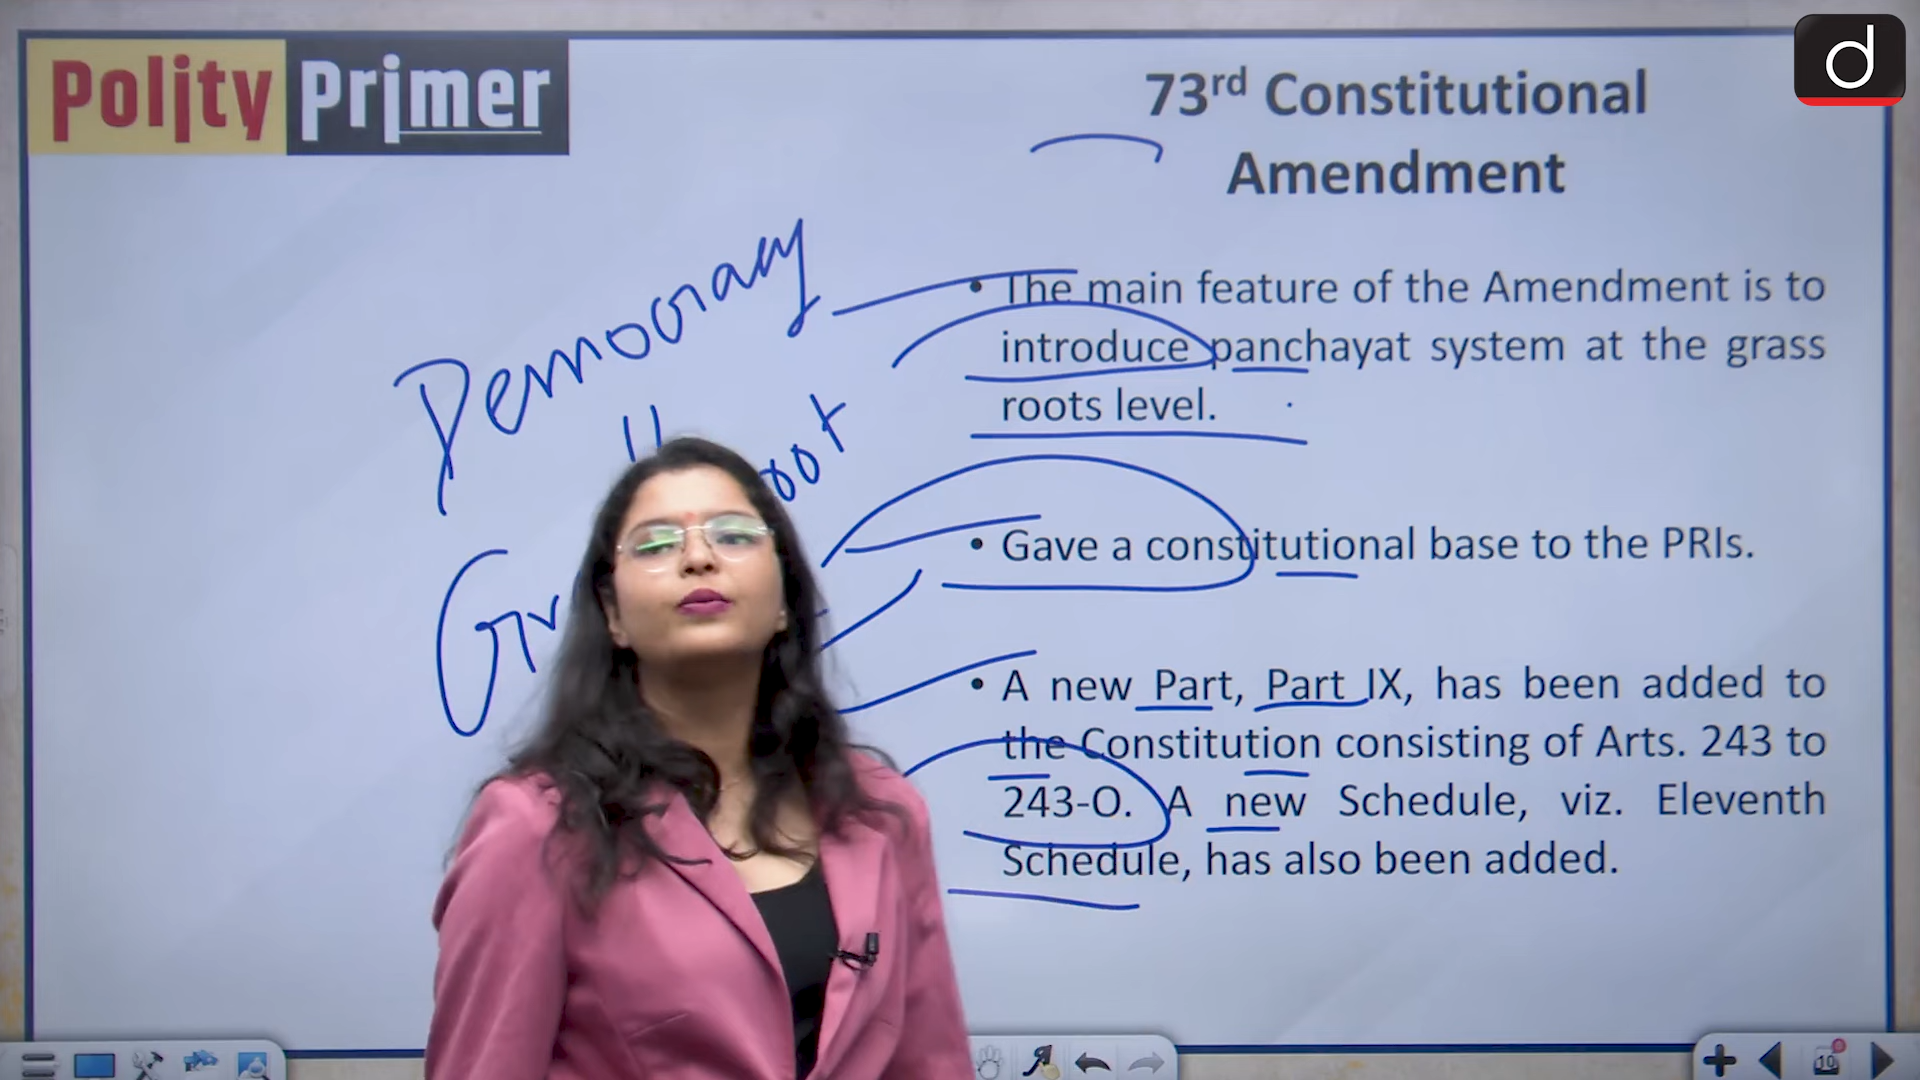 Polity Primer
d
73rd Constitutional
Amendment
Democracy
• The main feature of the Amendment is to
introduce panchayat system at the grass
roots level.
• Gave a constitutional base to the PRIs.
• A new Part, Part IX, has been added to
the Constitution consisting of Arts. 243 to
243-O. A new Schedule, viz. Eleventh
Schedule, has also been added.
10